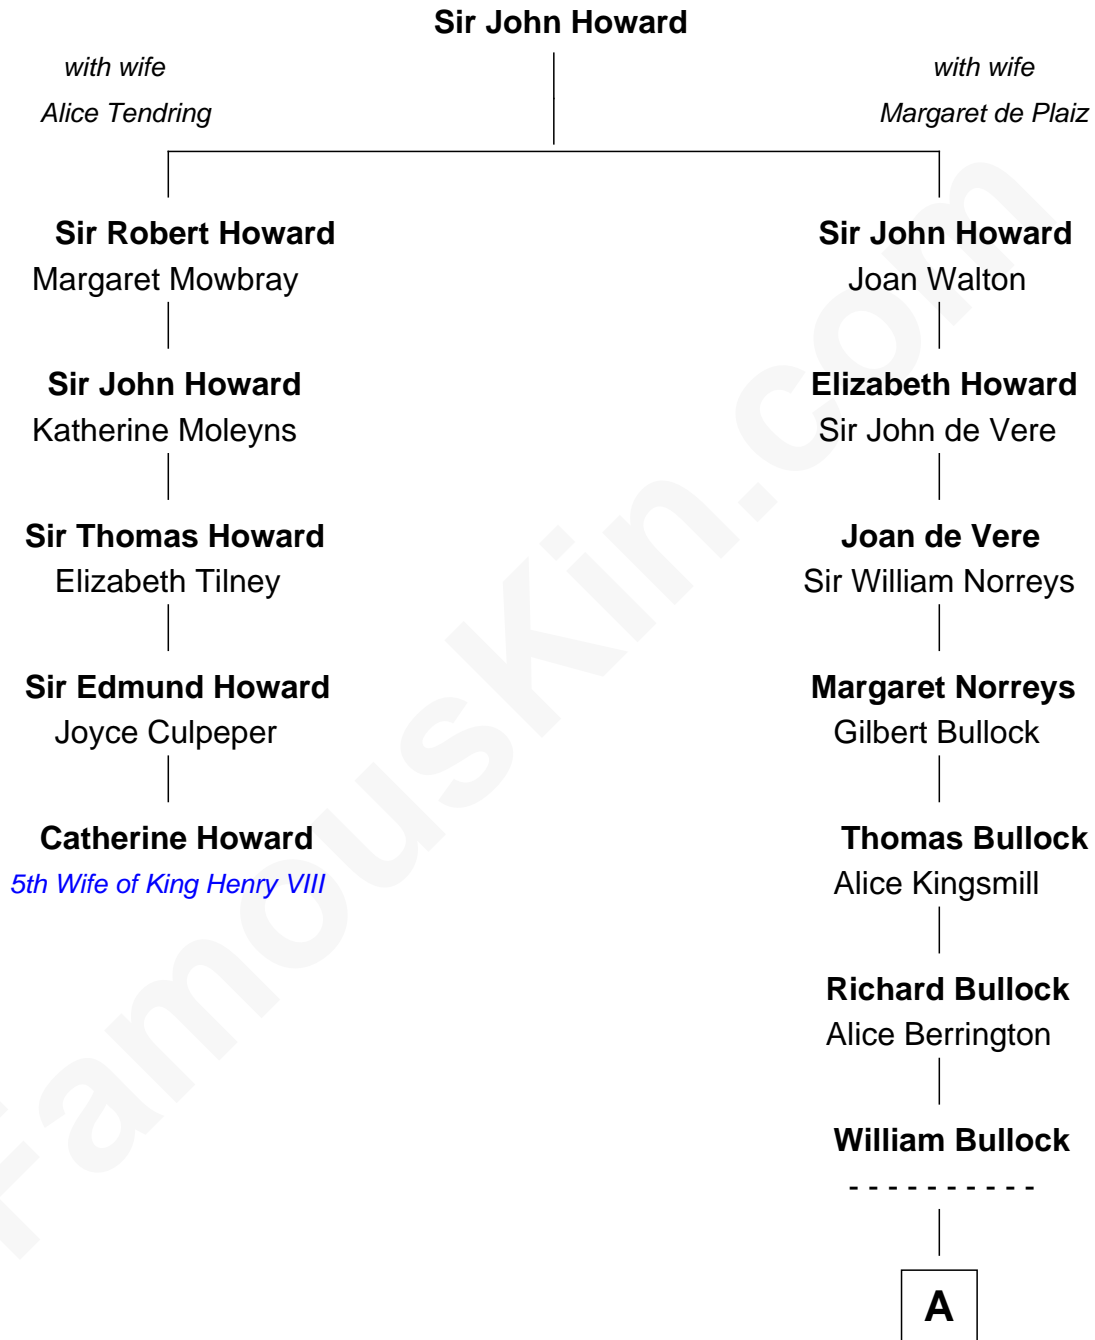 Sir John Howard
with wife
Alice Tendring
with wife
Margaret de Plaiz
Sir Robert Howard
Margaret Mowbray
Sir John Howard
Katherine Moleyns
Sir Thomas Howard
Elizabeth Tilney
Sir Edmund Howard
Joyce Culpeper
Catherine Howard
5th Wife of King Henry VIII
Sir John Howard
Joan Walton
Elizabeth Howard
Sir John de Vere
Joan de Vere
Sir William Norreys
Margaret Norreys
Gilbert Bullock
Thomas Bullock
Alice Kingsmill
Richard Bullock
Alice Berrington
William Bullock
- - - - - - - - - -
A
FamousKin.com